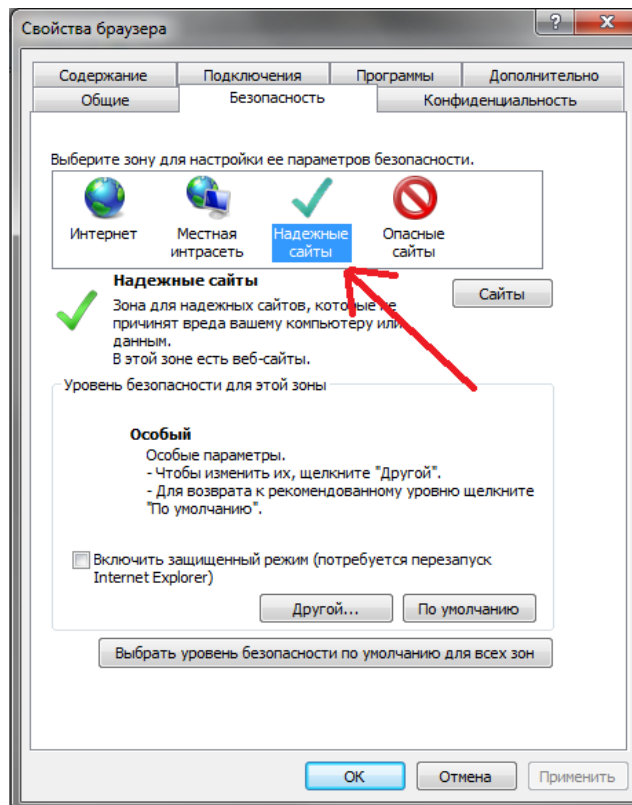 Свойства браузера
Содержание Подключения Программы Дополнительно
Общие Безопасность Конфиденциальность
Выберите зону для настройки ее параметров безопасности.
Интернет Местная интрасеть Надежные сайты Опасные сайты
Надежные сайты
Сайты
Зона для надежных сайтов, которые не
причинят вреда вашему компьютеру или
данным.
В этой зоне есть веб-сайты.
Уровень безопасности для этой зоны
Особый
Особые параметры.
- Чтобы изменить их, щелкните "Другой".
- Для возврата к рекомендованному уровню щелкните
"По умолчанию".
Включить защищенный режим (потребуется перезапуск
Internet Explorer)
Другой... По умолчанию
Выбрать уровень безопасности по умолчанию для всех зон
OK Отмена Применить